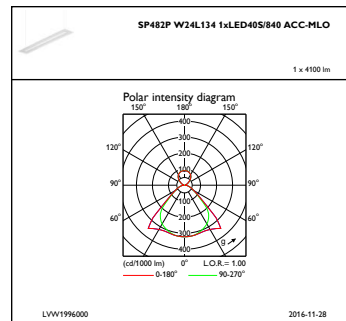 SP482P W24L134 1xLED40S/840 ACC-MLO
1 x 4100 lm
Polar intensity diagram
150° 180° 150°
400
300
120° 120°
200
100
90° 90°
100
60° 200 60°
300
g
400
(cd/1000 lm) 0° L.O.R.= 1.00
0-180° 90-270°
LVW1996000 2016-11-28